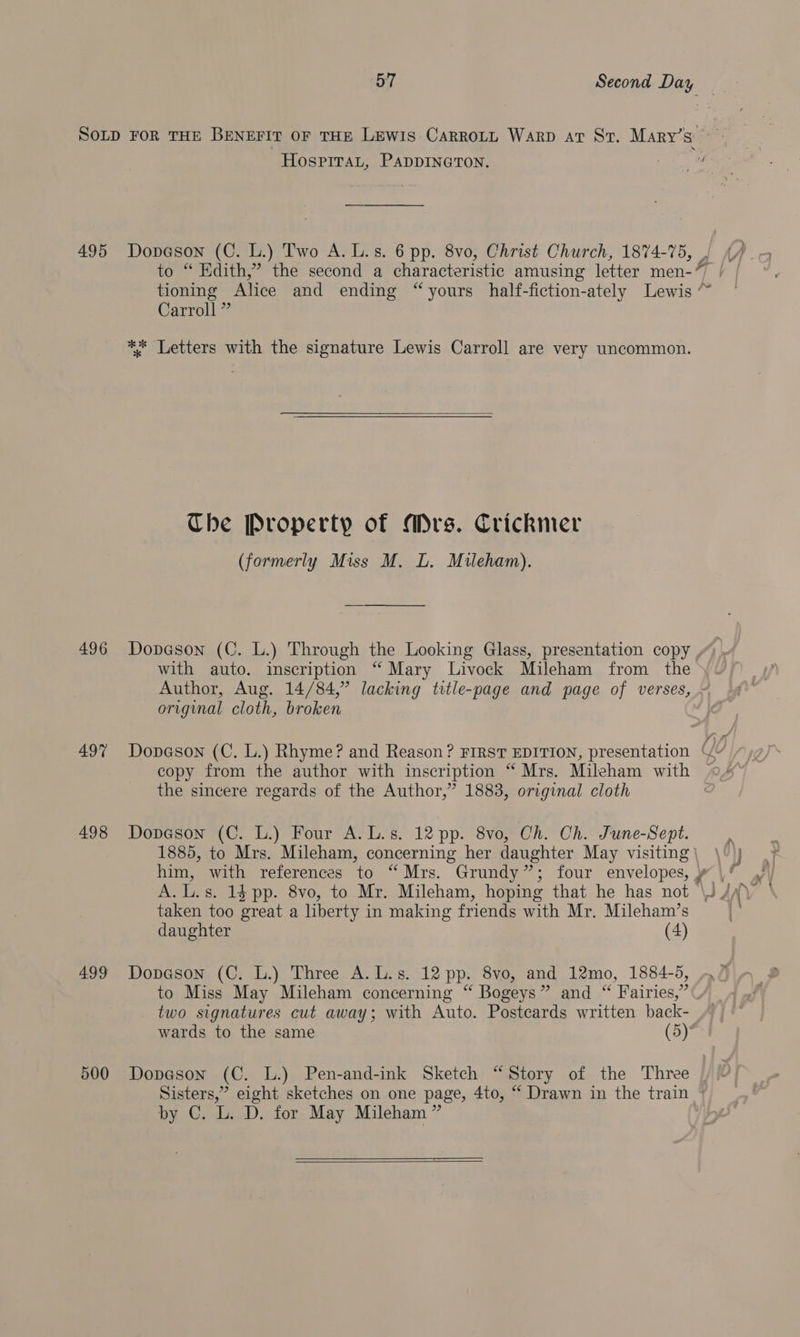 57 Second Day
SOLD FOR THE BENEFIT OF THE LEWIS CARROLL WARD AT ST. MARY'S
HOSPITAL, PADDINGTON.
495 DODGSON (C. L.) Two A. L. s. 6 pp. 8vo, Christ Church, 1874-75,
to “Edith,” the second a characteristic amusing letter men-
tioning Alice and ending “yours half-fiction-ately Lewis
Carroll”
*** Letters with the signature Lewis Carroll are very uncommon.
The Property of Mrs. Crickmer
(formerly Miss M. L. Mileham).
496 DODGSON (C. L.) Through the Looking Glass, presentation copy
with auto. inscription “Mary Livock Mileham from the
Author, Aug. 14/84,” lacking title-page and page of verses,
original cloth, broken
497 DODGSON (C. L.) Rhyme? and Reason? FIRST EDITION, presentation
copy from the author with inscription “Mrs. Mileham with
the sincere regards of the Author,” 1883, original cloth
498 DODGSON (C. L.) Four A. L. s. 12 pp. 8vo, Ch. Ch. June-Sept.
1885, to Mrs. Mileham, concerning her daughter May visiting
him, with references to “Mrs. Grundy”; four envelopes,
A. L. s. 1½ pp. 8vo, to Mr. Mileham, hoping that he has not
taken too great a liberty in making friends with Mr. Mileham's
daughter (4)
499 DODGSON (C. L.) Three A. L. s. 12 pp. 8vo, and 12mo, 1884-5,
to Miss May Mileham concerning “Bogeys” and “Fairies,”
two signatures cut away; with Auto. Postcards written back-
wards to the same (5)
500 DODGSON (C. L.) Pen-and-ink Sketch “Story of the Three
Sisters,” eight sketches on one page, 4to, “Drawn in the train
by C. L. D. for May Mileham”